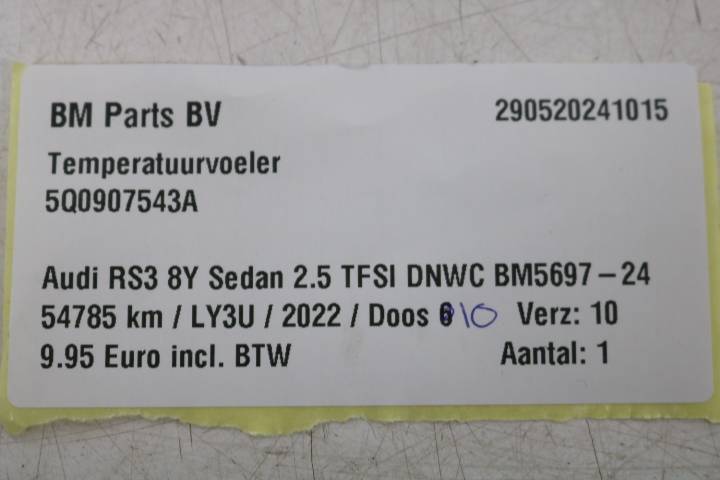 BM Parts BV 290520241015
Temperatuurvoeler
5Q0907543A
Audi RS3 8Y Sedan 2.5 TFSI DNWC BM5697-24
54785 km / LY3U / 2022 / Doos 6 10 Verz: 10
9.95 Euro incl. BTW Aantal: 1